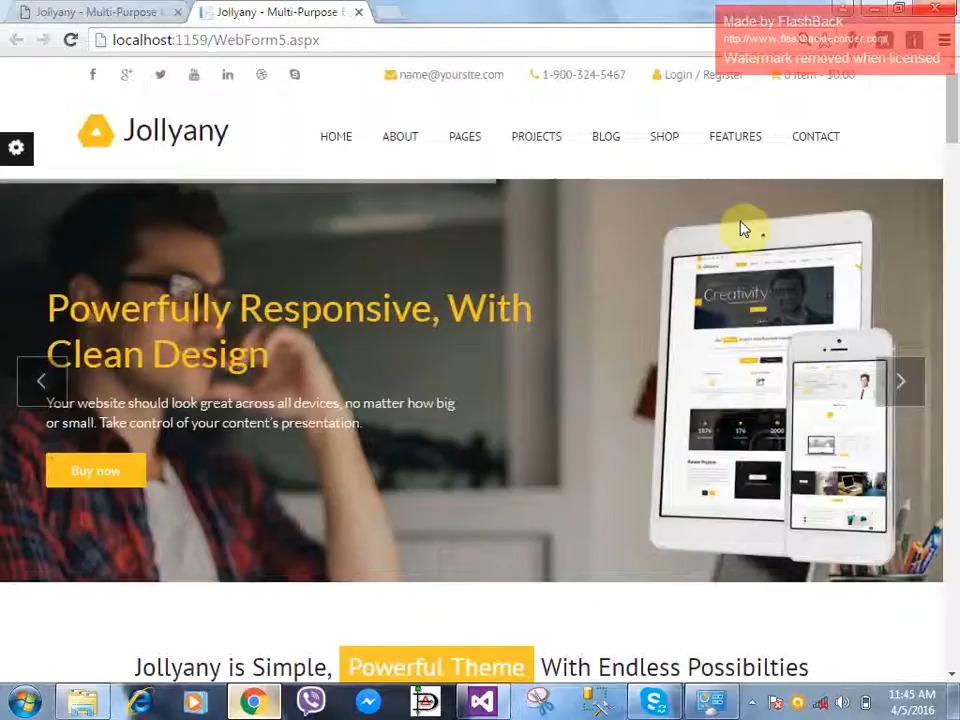 Jollyany - Multi-Purpose
Jollyany - Multi-Purpose E
Made by FlashBack
Watermark removed when licensed
localhost:1159/WebForm5.aspx
name@yoursite.com
1-900-324-5467
Login / Register
0 item - $0.00
Jollyany
HOME
ABOUT
PAGES
PROJECTS
BLOG
SHOP
FEATURES
CONTACT
Powerfully Responsive, With
Clean Design
Your website should look great across all devices, no matter how big
or small. Take control of your content's presentation.
Buy now
Creativity
Jollyany is Simple, Powerful Theme With Endless Possibilties
11:45 AM
4/5/2016